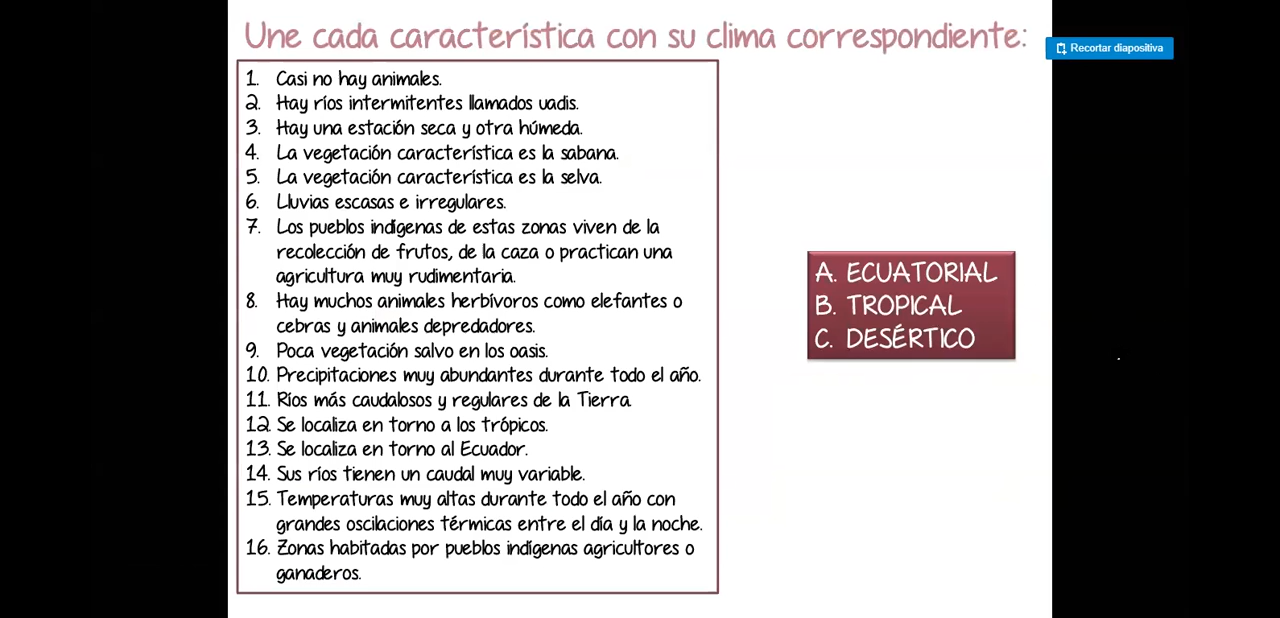 Une cada característica con su clima correspondiente:
Recortar diapositiva
1. Casi no hay animales.
2. Hay ríos intermitentes llamados uadis.
3. Hay una estación seca y otra húmeda.
4. La vegetación característica es la sabana.
5. La vegetación característica es la selva.
6. Lluvias escasas e irregulares.
7. Los pueblos indígenas de estas zonas viven de la
recolección de frutos, de la caza o practican una
agricultura muy rudimentaria.
8. Hay muchos animales herbívoros como elefantes o
cebras y animales depredadores.
9. Poca vegetación salvo en los oasis.
10. Precipitaciones muy abundantes durante todo el año.
11. Ríos más caudalosos y regulares de la Tierra
12. Se localiza en torno a los trópicos.
13. Se localiza en torno al Ecuador.
14. Sus ríos tienen un caudal muy variable.
15. Temperaturas muy altas durante todo el año con
grandes oscilaciones térmicas entre el día y la noche.
16. Zonas habitadas por pueblos indígenas agricultores o
ganaderos.
A. ECUATORIAL
B. TROPICAL
C. DESÉRTICO